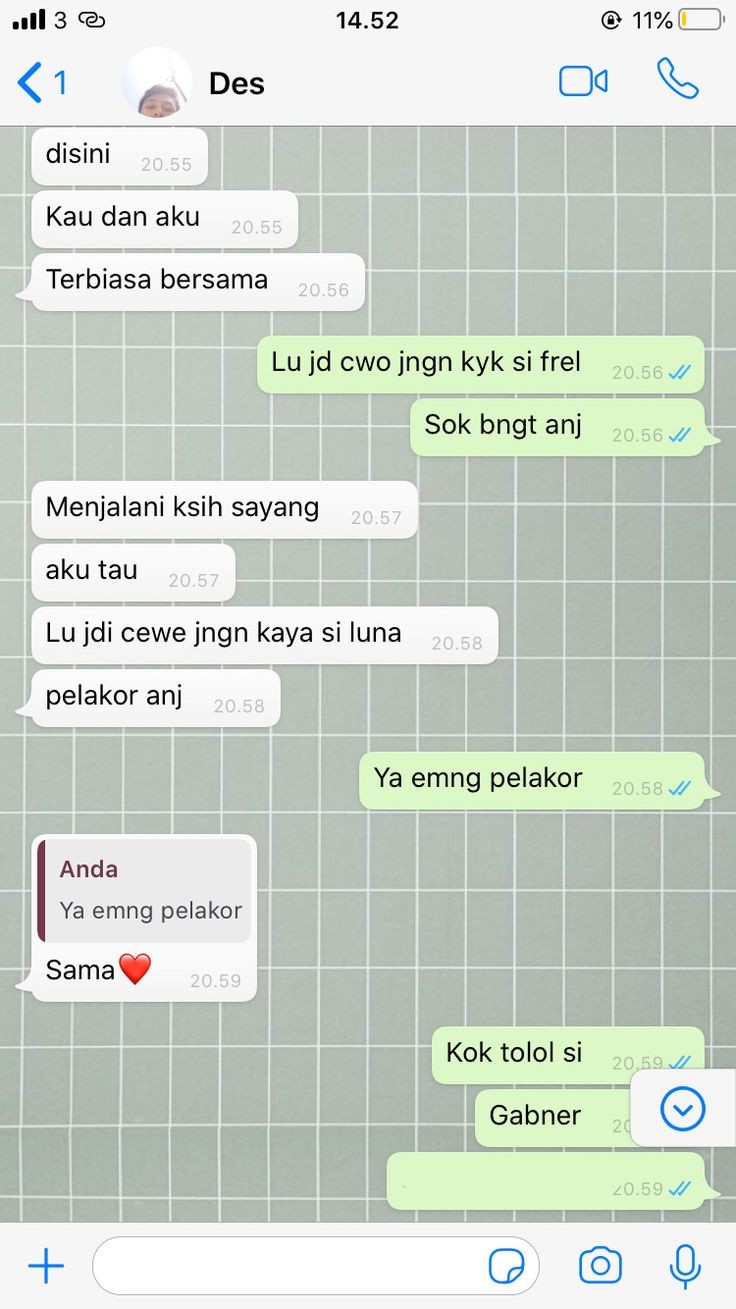 3 14.52 11%
1 Des
disini 20.55
Kau dan aku 20.55
Terbiasa bersama 20.56
Lu jd cwo jngn kyk si frel 20.56
Sok bngt anj 20.56
Menjalani ksih sayang 20.57
aku tau 20.57
Lu jdi cewe jngn kaya si luna 20.58
pelakor anj 20.58
Ya emng pelakor 20.58
Anda
Ya emng pelakor
Sama❤️ 20.59
Kok tolol si 20.59
Gabner
20.59